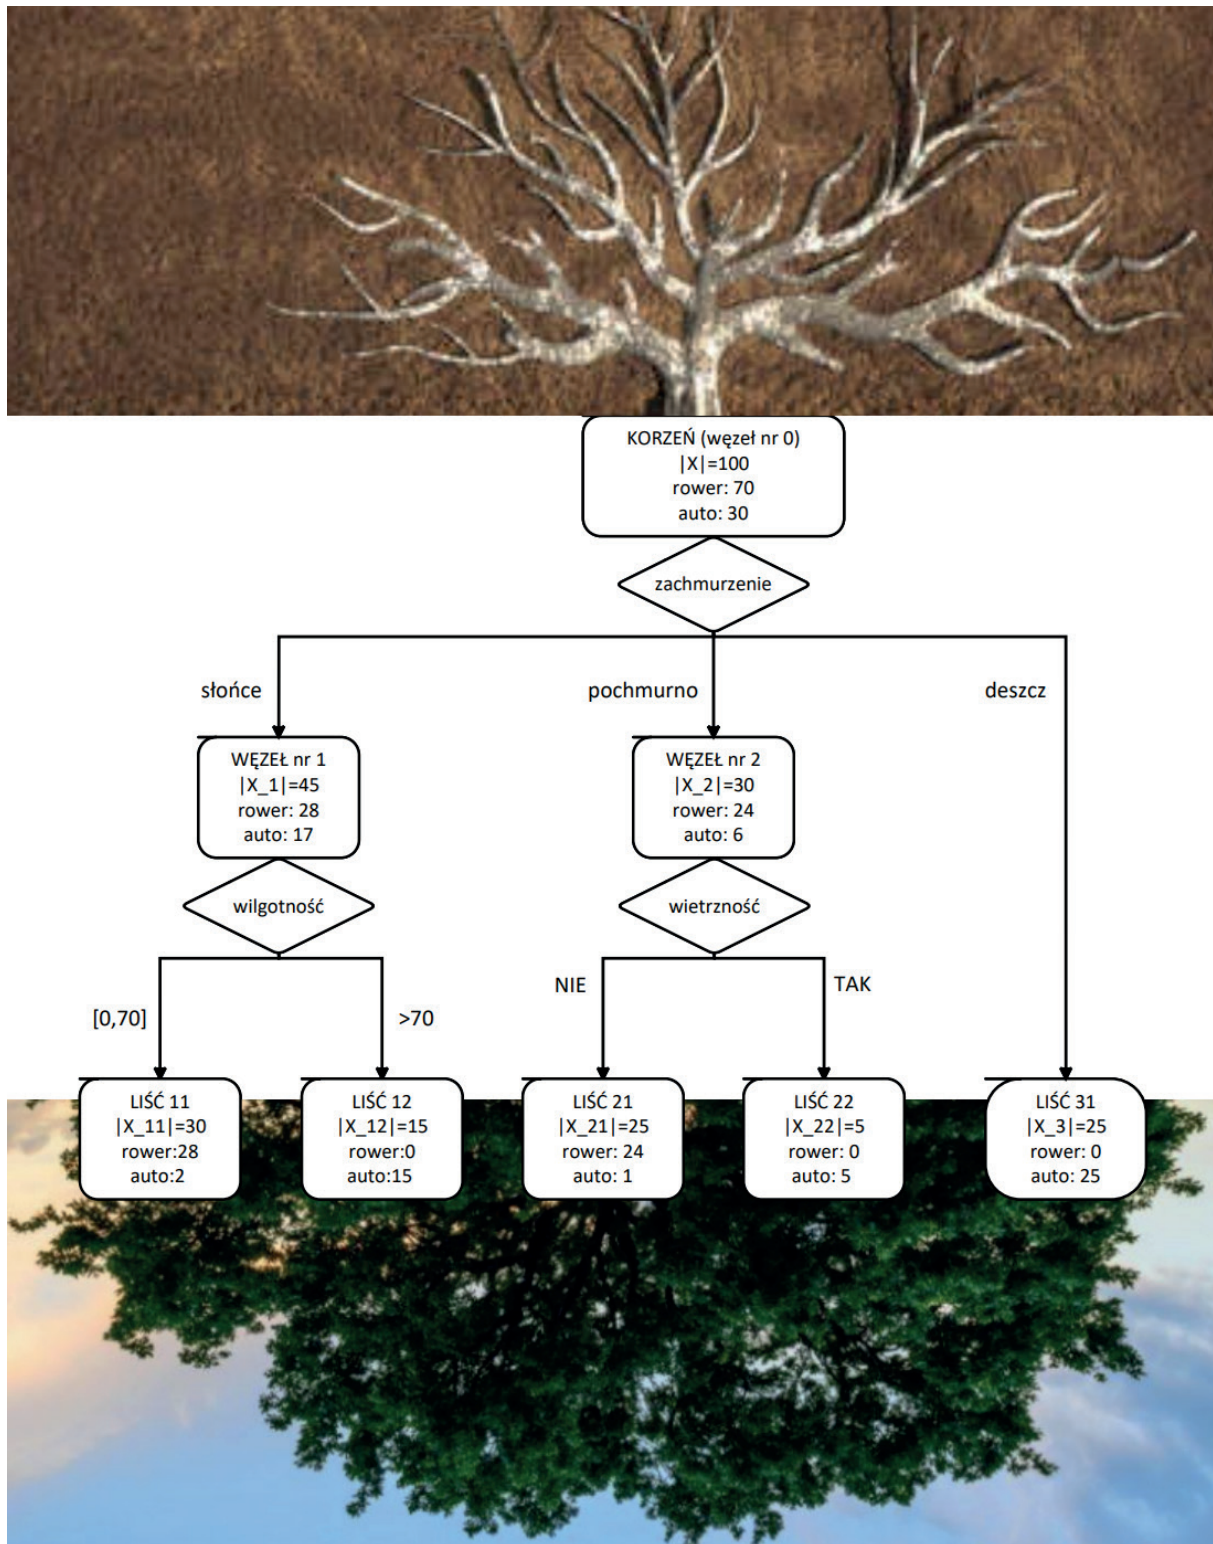 KORZEŃ (węzeł nr 0)
|X|=100
rower: 70
auto: 30
zachmurzenie
słońce
pochmurno
deszcz
WĘZEŁ nr 1
|X_1|=45
rower: 28
auto: 17
WĘZEŁ nr 2
|X_2|=30
rower: 24
auto: 6
wilgotność
wietrzność
[0,70]
>70
NIE
TAK
LIŚĆ 11
|X_11|=30
rower:28
auto:2
LIŚĆ 12
|X_12|=15
rower:0
auto:15
LIŚĆ 21
|X_21|=25
rower: 24
auto: 1
LIŚĆ 22
|X_22|=5
rower: 0
auto: 5
LIŚĆ 31
|X_3|=25
rower: 0
auto: 25